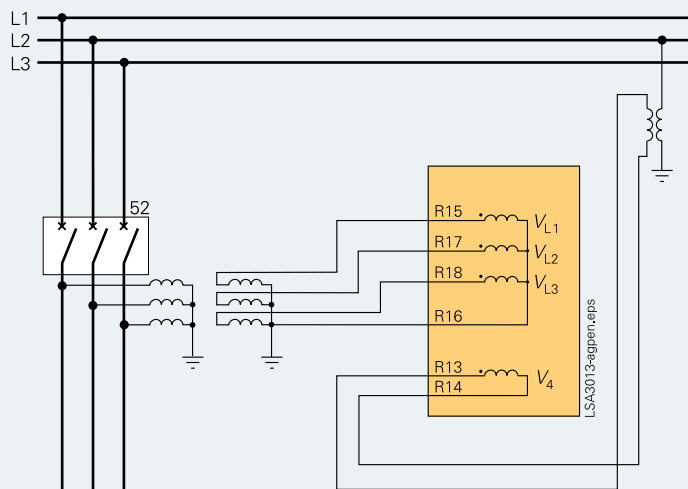 L1
L2
L3
52
R15
VL1
R17
VL2
R18
VL3
R16
R13
R14
V4
LSA3013-agpen.eps